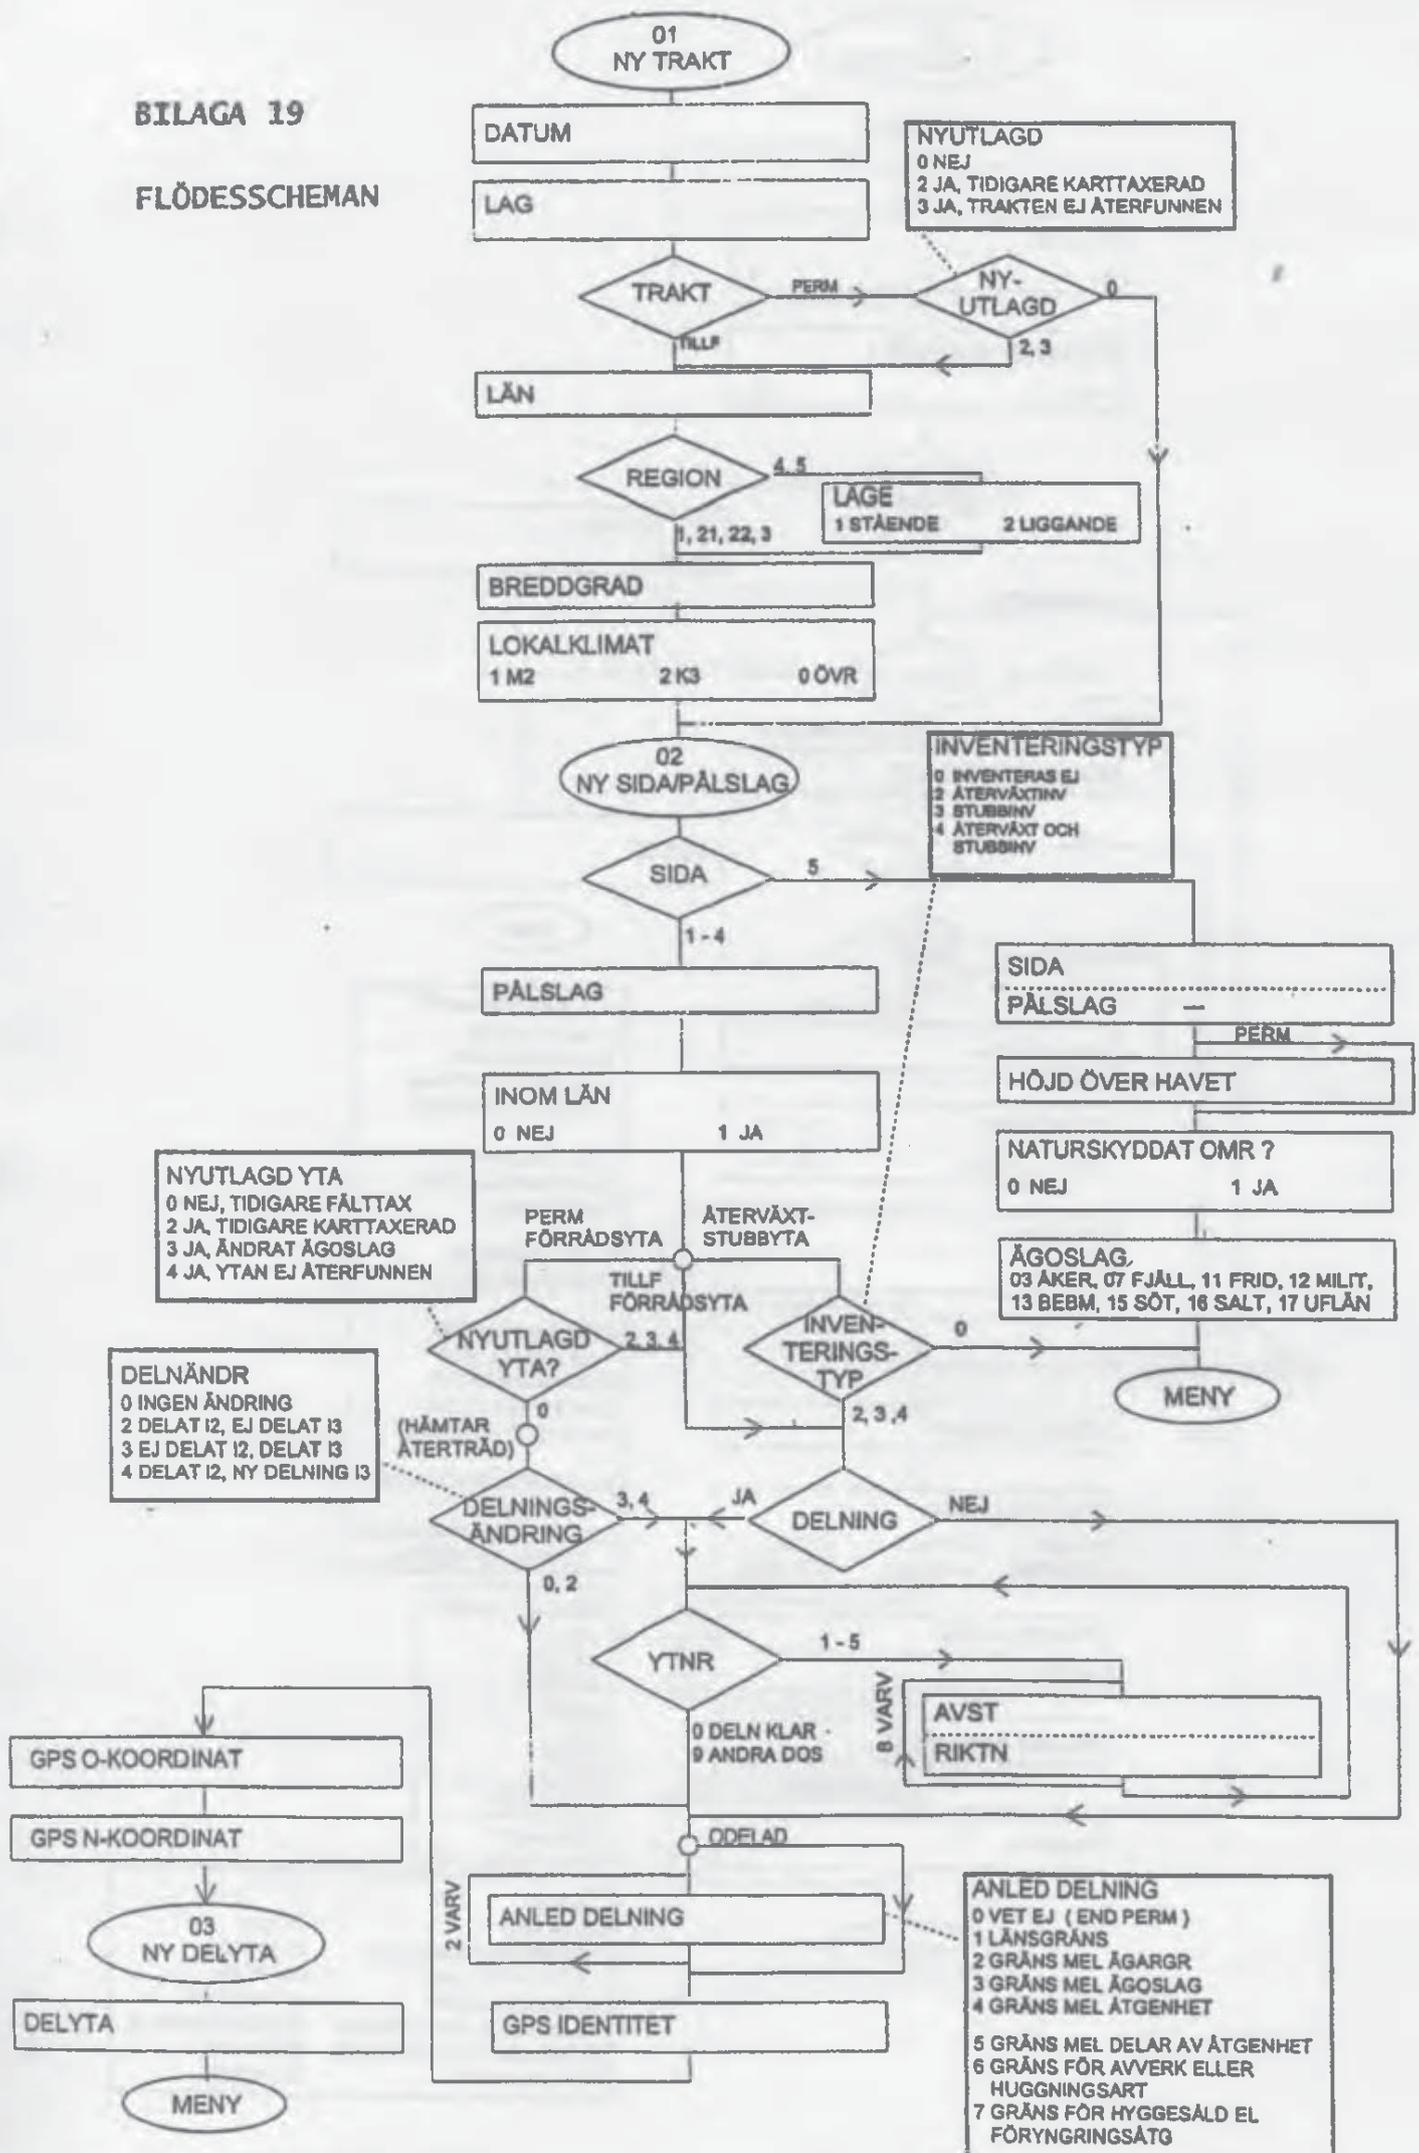 BILAGA 19
FLÖDESSCHEMAN
01
NY TRAKT
DATUM
LAG
NYUTLAGD
0 NEJ
2 JA, TIDIGARE KARTTAXERAD
3 JA, TRAKTEN EJ ÅTERFUNNEN
TRAKT
PERM
NY-
UTLAGD
0
TILLF
2, 3
LÄN
REGION
4, 5
LÄGE
1 STÅENDE 2 LIGGANDE
1, 21, 22, 3
BREDDGRAD
LOKALKLIMAT
1 M2 2 K3 0 ÖVR
02
NY SIDA/PÅLSLAG
INVENTERINGSTYP
0 INVENTERAS EJ
2 ÅTERVÄXTINV
3 STUBBINV
4 ÅTERVÄXT OCH
STUBBINV
SIDA
5
1 - 4
PÅLSLAG
SIDA
PÅLSLAG —
PERM
HÖJD ÖVER HAVET
INOM LÄN
0 NEJ 1 JA
NATURSKYDDAT OMR ?
0 NEJ 1 JA
NYUTLAGD YTA
0 NEJ, TIDIGARE FÄLTTAX
2 JA, TIDIGARE KARTTAXERAD
3 JA, ÄNDRAT ÄGOSLAG
4 JA, YTAN EJ ÅTERFUNNEN
PERM
FÖRRÅDSYTA
ÅTERVÄXT-
STUBBYTA
TILLF
FÖRRÅDSYTA
ÄGOSLAG
03 ÅKER, 07 FJÄLL, 11 FRID, 12 MILIT,
13 BEBM, 15 SÖT, 16 SALT, 17 UFLÄN
NYUTLAGD
YTA?
2, 3, 4
INVEN-
TERINGS-
TYP
0
MENY
DELNÄNDR
0 INGEN ÄNDRING
2 DELAT I2, EJ DELAT I3
3 EJ DELAT I2, DELAT I3
4 DELAT I2, NY DELNING I3
0
(HÄMTAR
ÅTERTRÄD)
2, 3 ,4
DELNINGS-
ÄNDRING
3, 4
JA
DELNING
NEJ
0, 2
YTNR
1 - 5
8 VARV
AVST
RIKTN
0 DELN KLAR
9 ANDRA DOS
GPS O-KOORDINAT
GPS N-KOORDINAT
ODELAD
03
NY DELYTA
2 VARV
ANLED DELNING
ANLED DELNING
0 VET EJ ( END PERM )
1 LÄNSGRÄNS
2 GRÄNS MEL ÄGARGR
3 GRÄNS MEL ÄGOSLAG
4 GRÄNS MEL ÅTGENHET
5 GRÄNS MEL DELAR AV ÅTGENHET
6 GRÄNS FÖR AVVERK ELLER
HUGGNINGSART
7 GRÄNS FÖR HYGGESÅLD EL
FÖRYNGRINGSÅTG
DELYTA
GPS IDENTITET
MENY